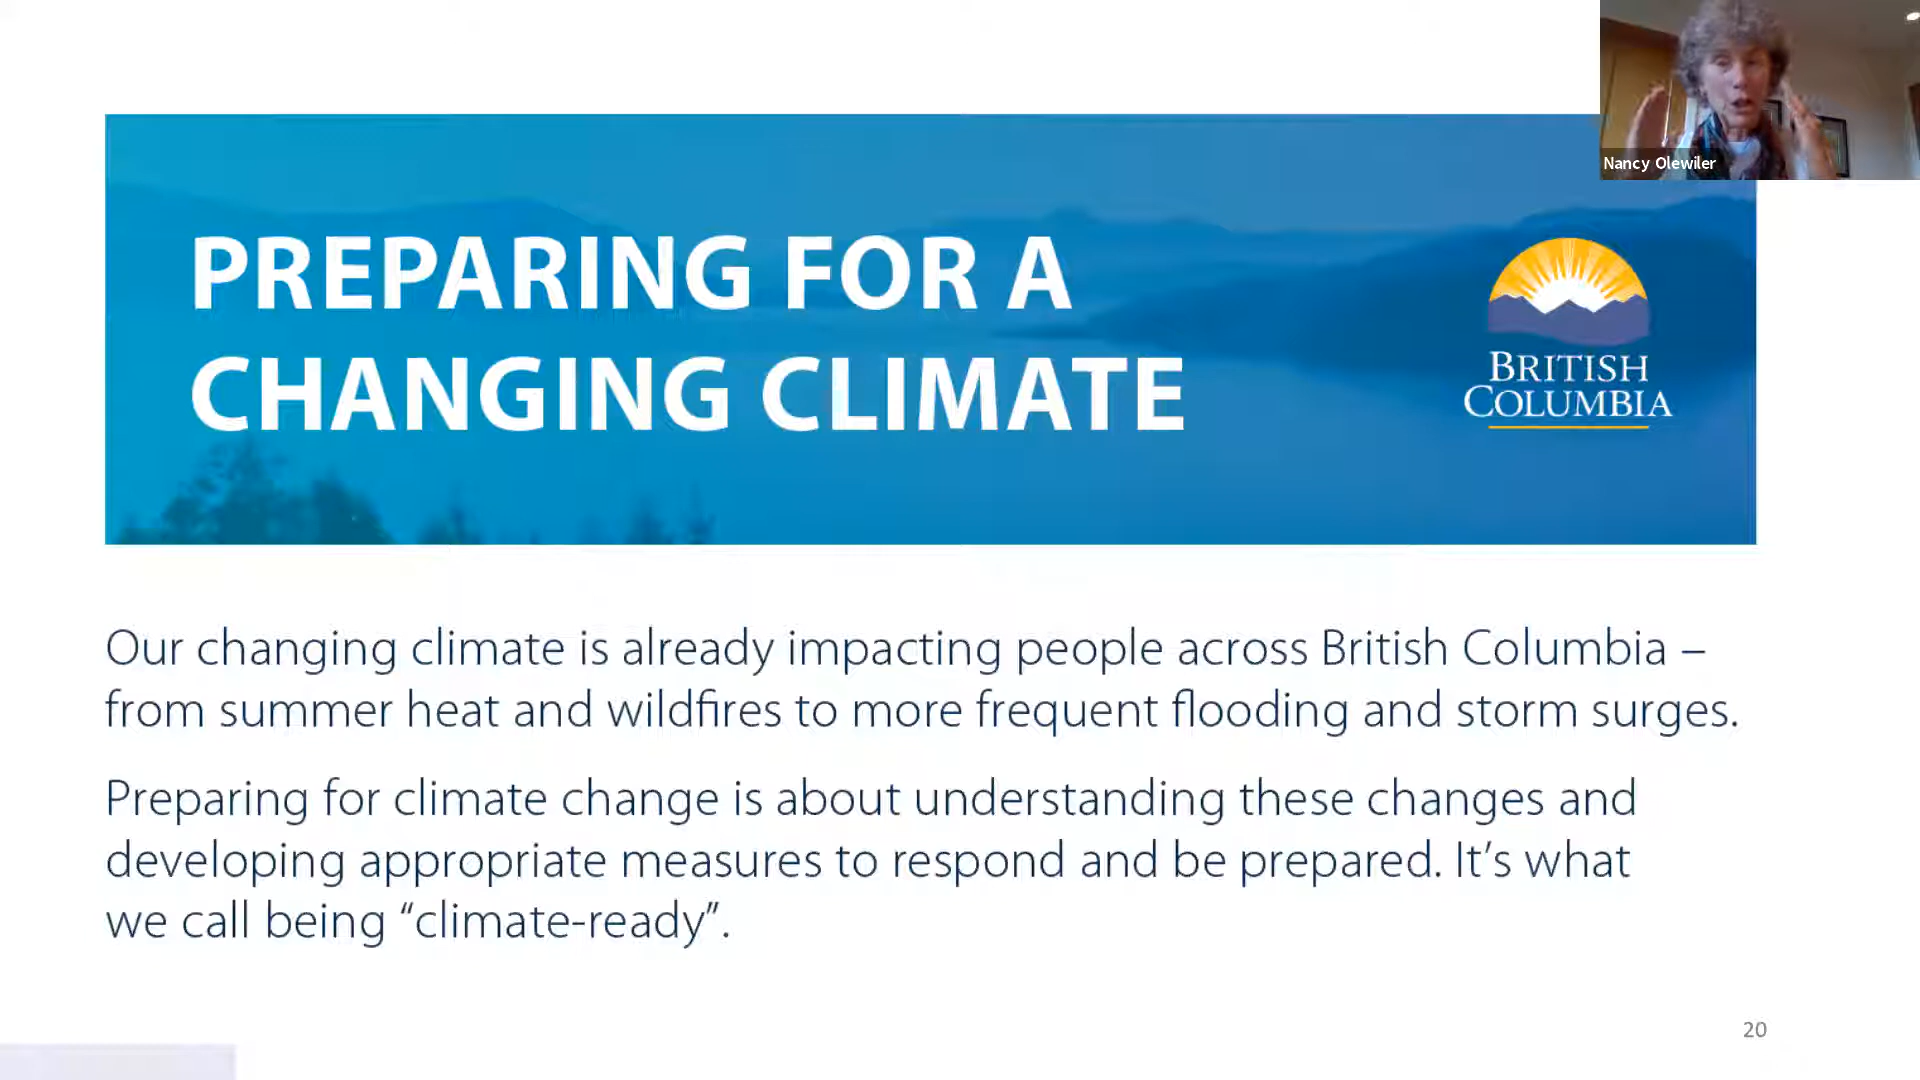 Nancy Olewiler
PREPARING FOR A
CHANGING CLIMATE
BRITISH
COLUMBIA
Our changing climate is already impacting people across British Columbia –
from summer heat and wildfires to more frequent flooding and storm surges.
Preparing for climate change is about understanding these changes and
developing appropriate measures to respond and be prepared. It’s what
we call being “climate-ready”.
20